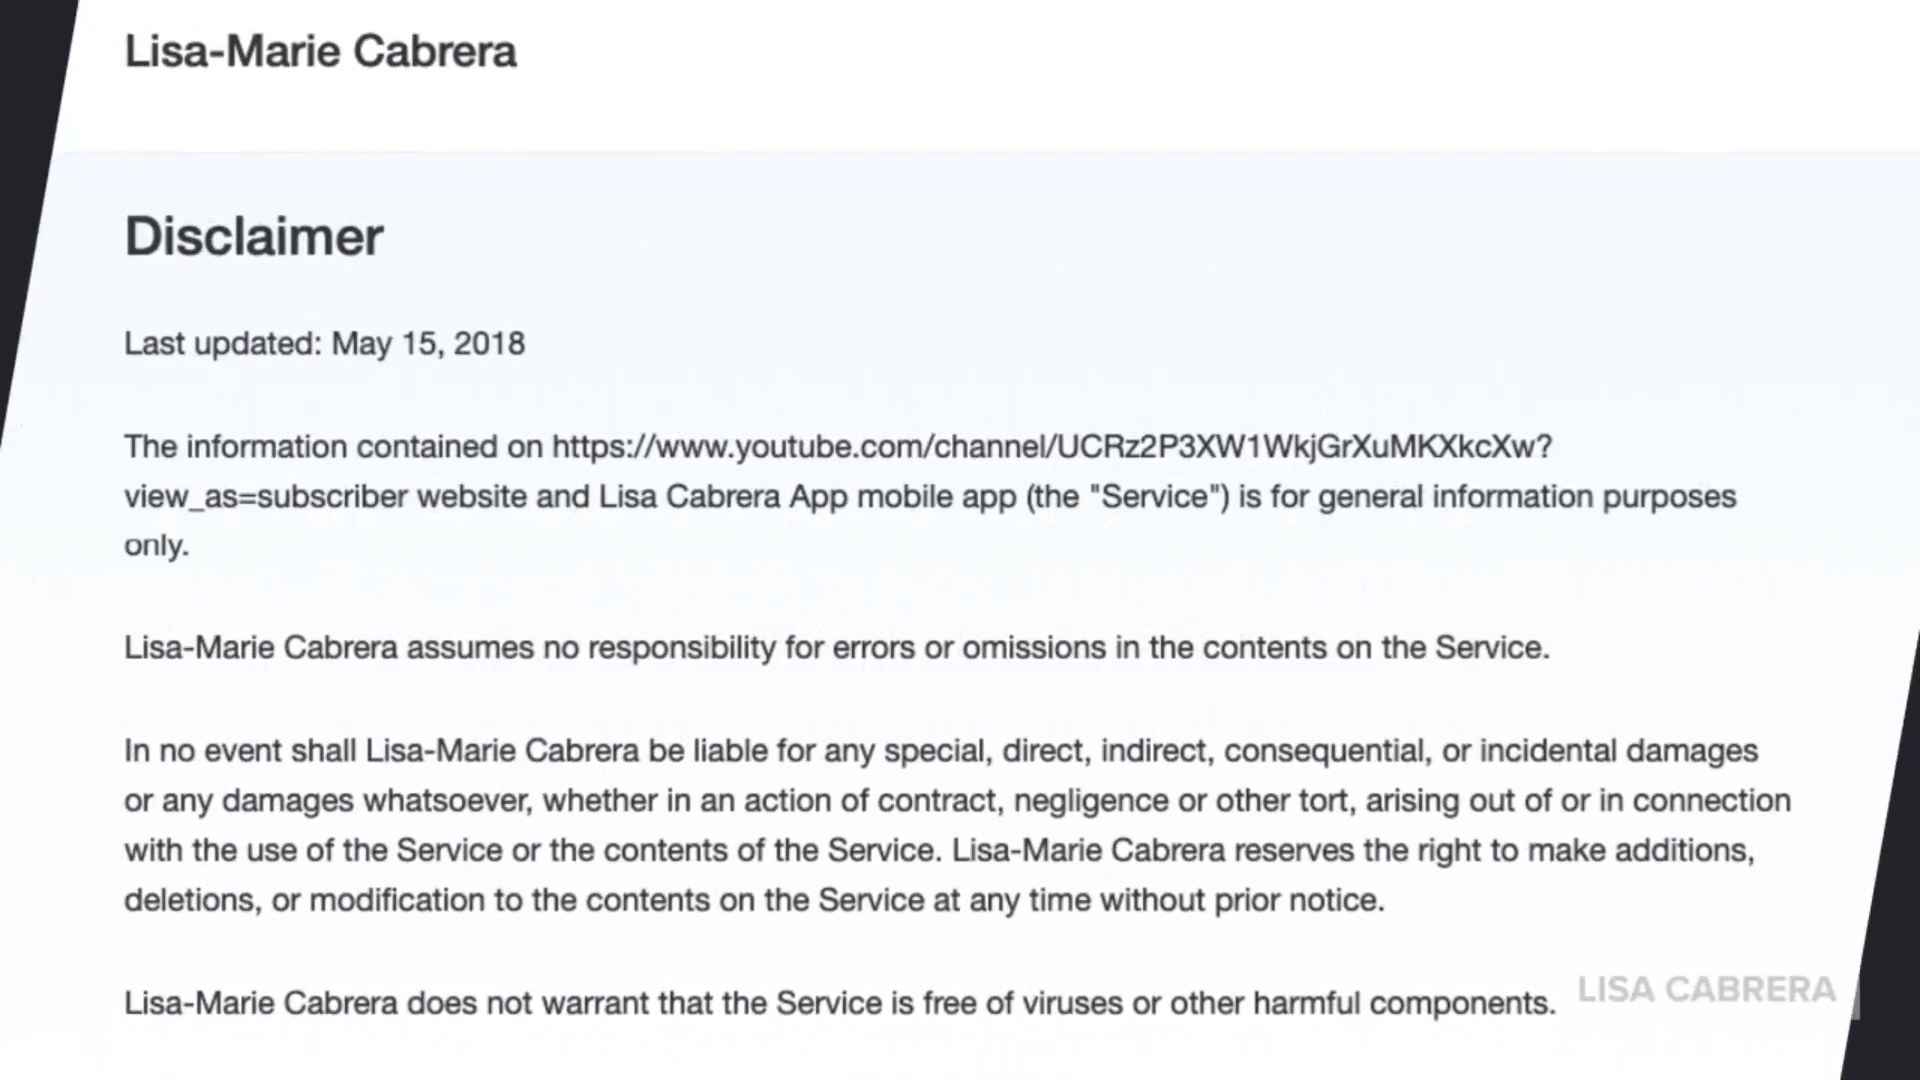 Lisa-Marie Cabrera
Disclaimer
Last updated: May 15, 2018
The information contained on https://www.youtube.com/channel/UCRz2P3XW1WkjGrXuMKXkcXw?
view_as=subscriber website and Lisa Cabrera App mobile app (the "Service") is for general information purposes
only.
Lisa-Marie Cabrera assumes no responsibility for errors or omissions in the contents on the Service.
In no event shall Lisa-Marie Cabrera be liable for any special, direct, indirect, consequential, or incidental damages
or any damages whatsoever, whether in an action of contract, negligence or other tort, arising out of or in connection
with the use of the Service or the contents of the Service. Lisa-Marie Cabrera reserves the right to make additions,
deletions, or modification to the contents on the Service at any time without prior notice.
Lisa-Marie Cabrera does not warrant that the Service is free of viruses or other harmful components.
LISA CABRERA